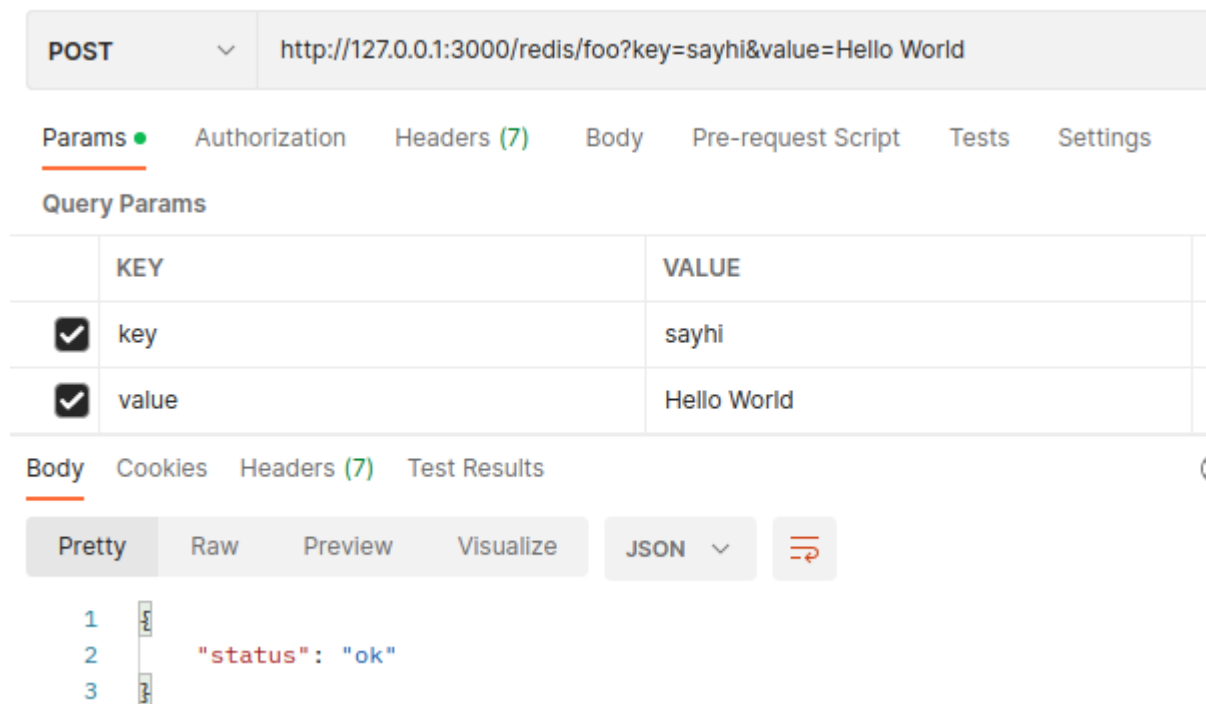 POST http://127.0.0.1:3000/redis/foo?key=sayhi&value=Hello World
Params Authorization Headers (7) Body Pre-request Script Tests Settings
Query Params
KEY VALUE
key sayhi
value Hello World
Body Cookies Headers (7) Test Results
Pretty Raw Preview Visualize JSON
1 {
2 "status": "ok"
3 }